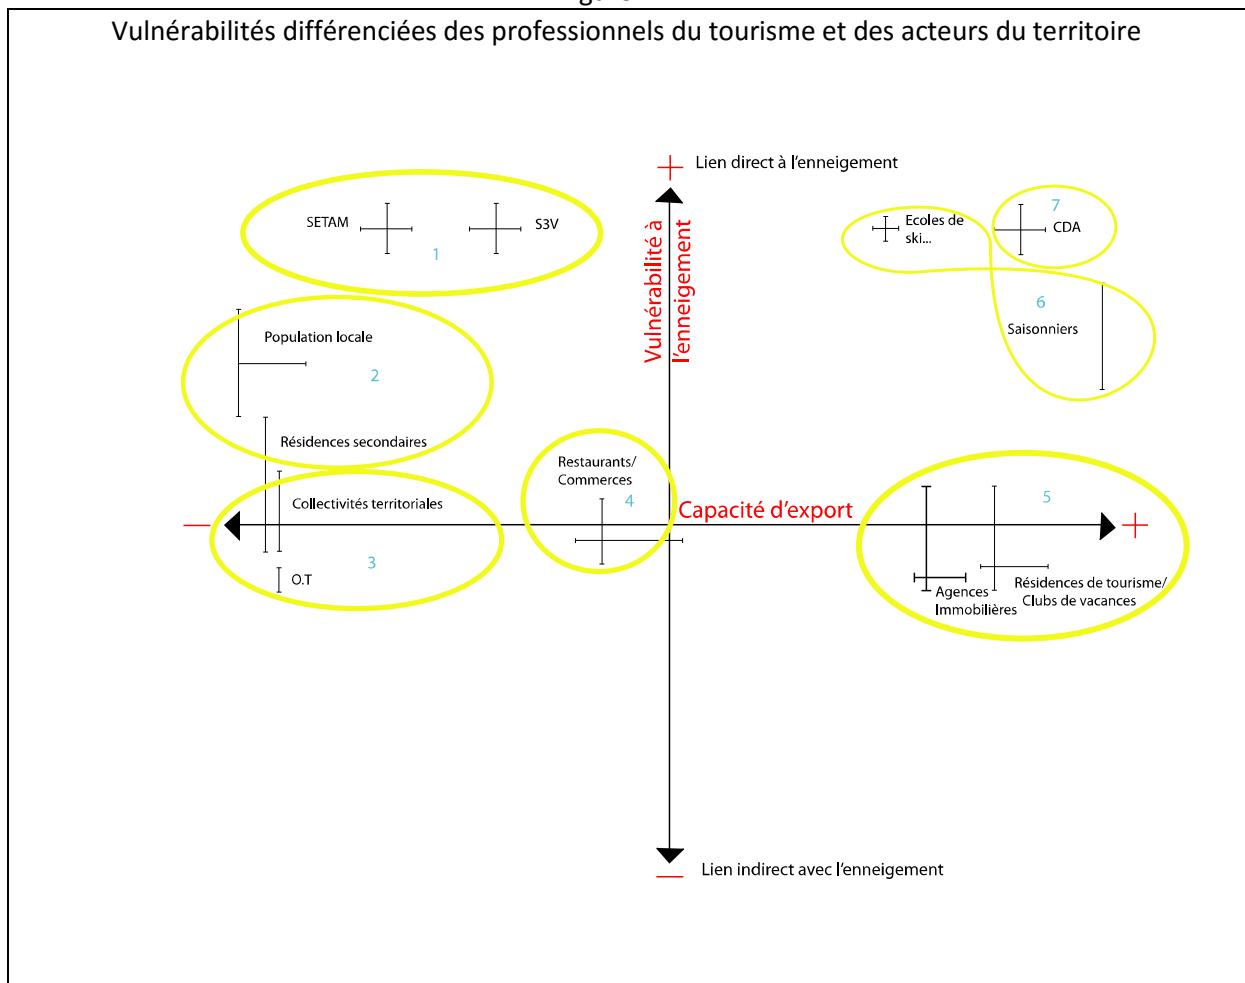 Vulnérabilités différenciées des professionnels du tourisme et des acteurs du territoire
Lien direct à l'enneigement
SETAM
S3V
1
Ecoles de
ski...
7
CDA
Vulnérabilité à
l'enneigement
6
Saisonniers
Population locale
2
Résidences secondaires
Restaurants/
Commerces
4
Collectivités territoriales
Capacité d'export
5
3
O.T
Agences
Immobilières
Résidences de tourisme/
Clubs de vacances
Lien indirect avec l'enneigement